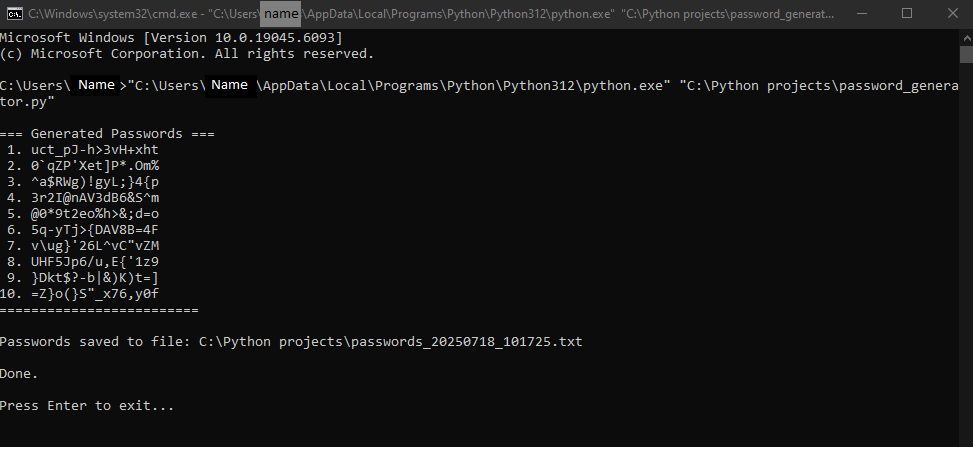 C:\Windows\system32\cmd.exe - "C:\Users\name\AppData\Local\Programs\Python\Python312\python.exe" "C:\Python projects\password_generat...
Microsoft Windows [Version 10.0.19045.6093]
(c) Microsoft Corporation. All rights reserved.
C:\Users\ Name >"C:\Users\ Name \AppData\Local\Programs\Python\Python312\python.exe" "C:\Python projects\password_genera
tor.py"
=== Generated Passwords ===
1. uct_pJ-h>3vH+xht
2. 0`qZP'Xet]P*.Om%
3. ^a$RWg)!gyL;}4{p
4. 3r2I@nAV3dB6&S^m
5. @0*9t2eo%h>&;d=o
6. 5q-yTj>{DAV8B=4F
7. v\ug}'26L^vC"vZM
8. UHF5Jp6/u,E{'1z9
9. }Dkt$?-b|&)K)t=]
10. =Z}o(}S"_x76,y0f
=========================
Passwords saved to file: C:\Python projects\passwords_20250718_101725.txt
Done.
Press Enter to exit...